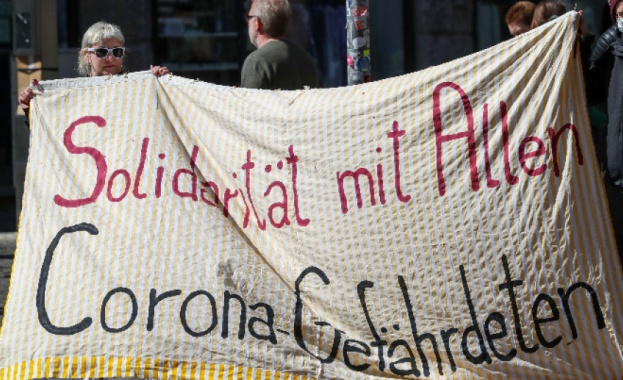 Solidarität mit Allen
Corona-Gefährdeten